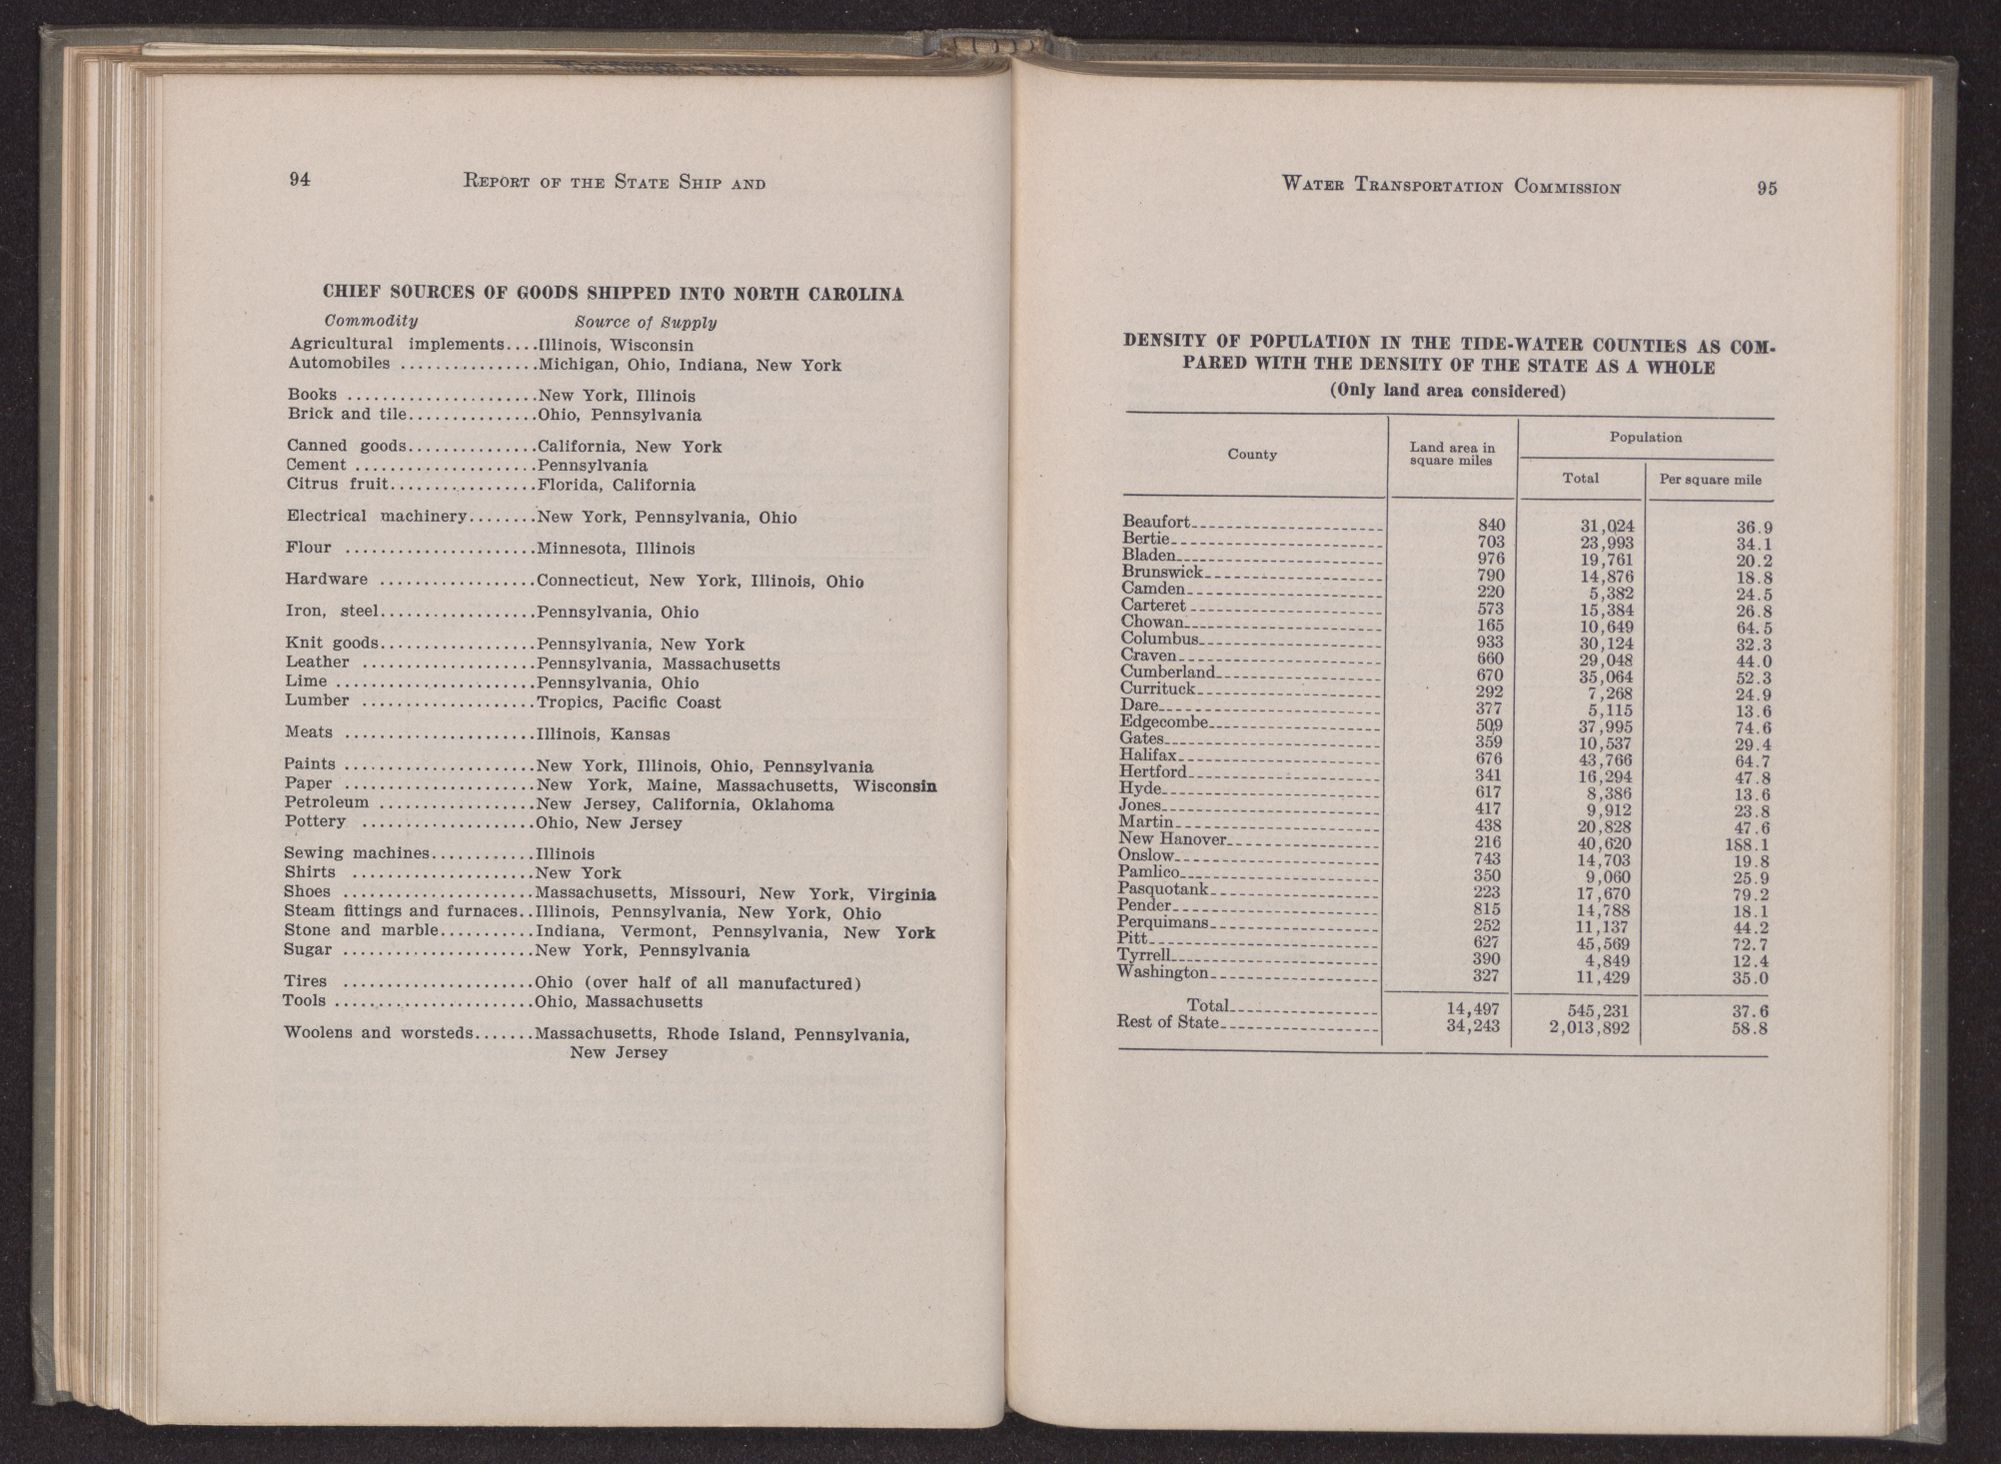 94 REPORT OF THE STATE SHIP AND
CHIEF SOURCES OF GOODS SHIPPED INTO NORTH CAROLINA
Commodity Source of Supply
Agricultural implements....Illinois, Wisconsin
Automobiles ................Michigan, Ohio, Indiana, New York
Books ......................New York, Illinois
Brick and tile...............Ohio, Pennsylvania
Canned goods...............California, New York
Cement .....................Pennsylvania
Citrus fruit.................Florida, California
Electrical machinery........New York, Pennsylvania, Ohio
Flour ......................Minnesota, Illinois
Hardware ..................Connecticut, New York, Illinois, Ohio
Iron, steel..................Pennsylvania, Ohio
Knit goods..................Pennsylvania, New York
Leather ....................Pennsylvania, Massachusetts
Lime .......................Pennsylvania, Ohio
Lumber ....................Tropics, Pacific Coast
Meats ......................Illinois, Kansas
Paints ......................New York, Illinois, Ohio, Pennsylvania
Paper ......................New York, Maine, Massachusetts, Wisconsin
Petroleum ..................New Jersey, California, Oklahoma
Pottery ....................Ohio, New Jersey
Sewing machines............Illinois
Shirts .....................New York
Shoes ......................Massachusetts, Missouri, New York, Virginia
Steam fittings and furnaces..Illinois, Pennsylvania, New York, Ohio
Stone and marble...........Indiana, Vermont, Pennsylvania, New York
Sugar ......................New York, Pennsylvania
Tires ......................Ohio (over half of all manufactured)
Tools .......................Ohio, Massachusetts
Woolens and worsteds.......Massachusetts, Rhode Island, Pennsylvania,
New Jersey
WATER TRANSPORTATION COMMISSION 95
DENSITY OF POPULATION IN THE TIDE-WATER COUNTIES AS COM-
PARED WITH THE DENSITY OF THE STATE AS A WHOLE
(Only land area considered)
County Land area in square miles Population
Total Per square mile
Beaufort 840 31,024 36.9
Bertie 703 23,993 34.1
Bladen 976 19,761 20.2
Brunswick 790 14,876 18.8
Camden 220 5,382 24.5
Carteret 573 15,384 26.8
Chowan 165 10,649 64.5
Columbus 933 30,124 32.3
Craven 660 29,048 44.0
Cumberland 670 35,064 52.3
Currituck 292 7,268 24.9
Dare 377 5,115 13.6
Edgecombe 509 37,995 74.6
Gates 359 10,537 29.4
Halifax 676 43,766 64.7
Hertford 341 16,294 47.8
Hyde 617 8,386 13.6
Jones 417 9,912 23.8
Martin 438 20,828 47.6
New Hanover 216 40,620 188.1
Onslow 743 14,703 19.8
Pamlico 350 9,060 25.9
Pasquotank 223 17,670 79.2
Pender 815 14,788 18.1
Perquimans 252 11,137 44.2
Pitt 627 45,569 72.7
Tyrrell 390 4,849 12.4
Washington 327 11,429 35.0
Total 14,497 545,231 37.6
Rest of State 34,243 2,013,892 58.8